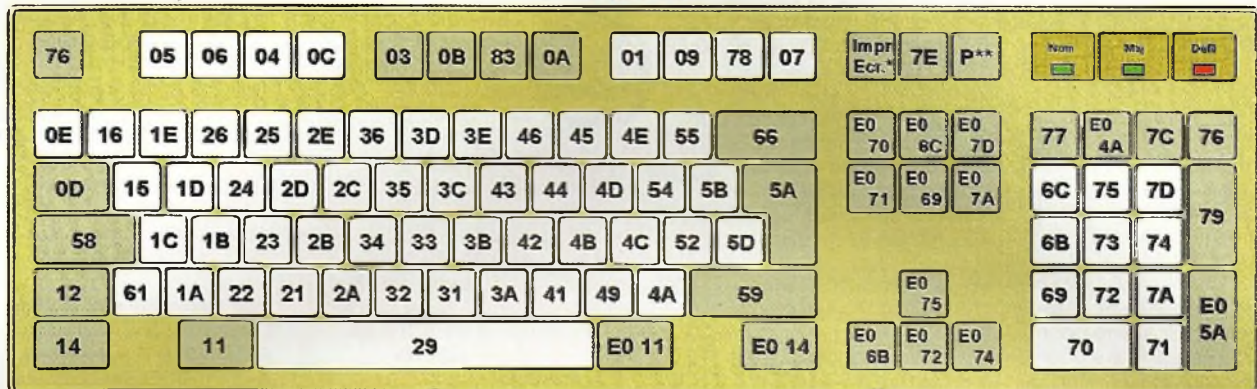 76 05 06 04 0C 03 0B 83 0A 01 09 78 07 Impr Ecr.* 7E P** Num Maj Défil
0E 16 1E 26 25 2E 36 3D 3E 46 45 4E 55 66 E0 70 E0 6C E0 7D 77 E0 4A 7C 76
0D 15 1D 24 2D 2C 35 3C 43 44 4D 54 5B 5A E0 71 E0 69 E0 7A 6C 75 7D 79
58 1C 1B 23 2B 34 33 3B 42 4B 4C 52 5D 6B 73 74
12 61 1A 22 21 2A 32 31 3A 41 49 4A 59 E0 75 69 72 7A E0 5A
14 11 29 E0 11 E0 14 E0 6B E0 72 E0 74 70 71